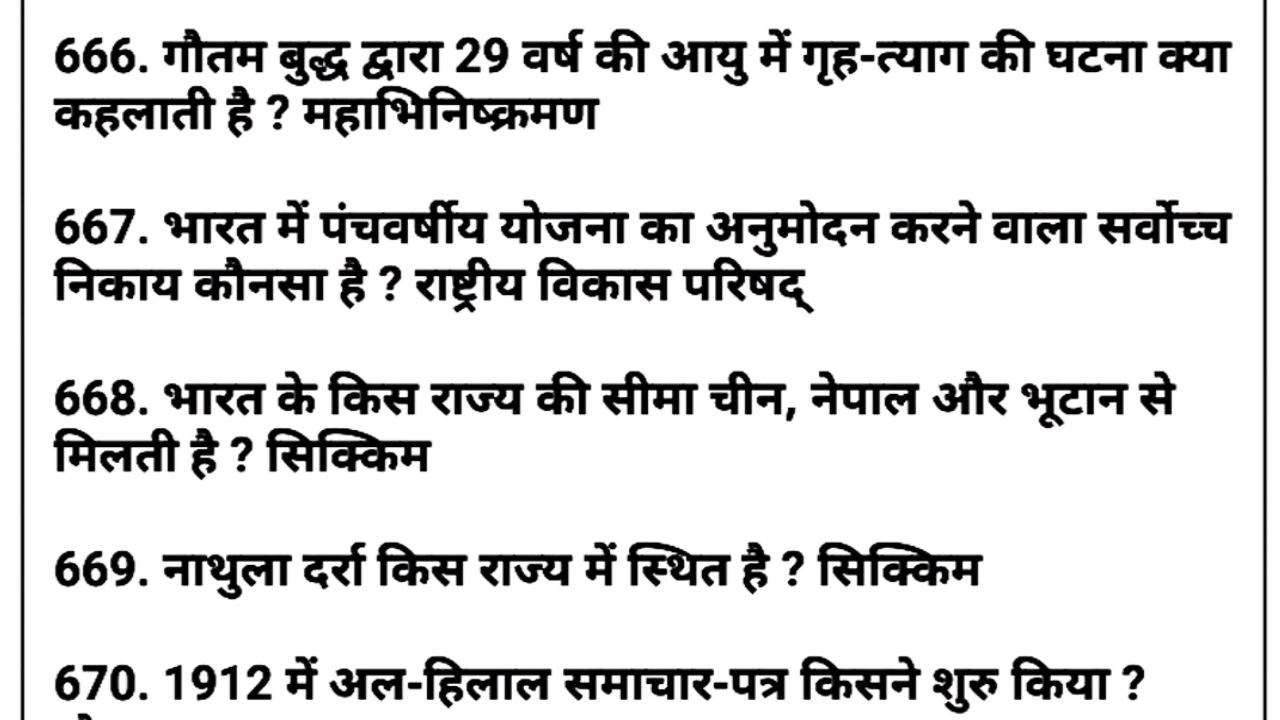 666. गौतम बुद्ध द्वारा 29 वर्ष की आयु में गृह-त्याग की घटना क्या
कहलाती है ? महाभिनिष्क्रमण
667. भारत में पंचवर्षीय योजना का अनुमोदन करने वाला सर्वोच्च
निकाय कौनसा है ? राष्ट्रीय विकास परिषद्
668. भारत के किस राज्य की सीमा चीन, नेपाल और भूटान से
मिलती है ? सिक्किम
669. नाथुला दर्रा किस राज्य में स्थित है ? सिक्किम
670. 1912 में अल-हिलाल समाचार-पत्र किसने शुरु किया ?